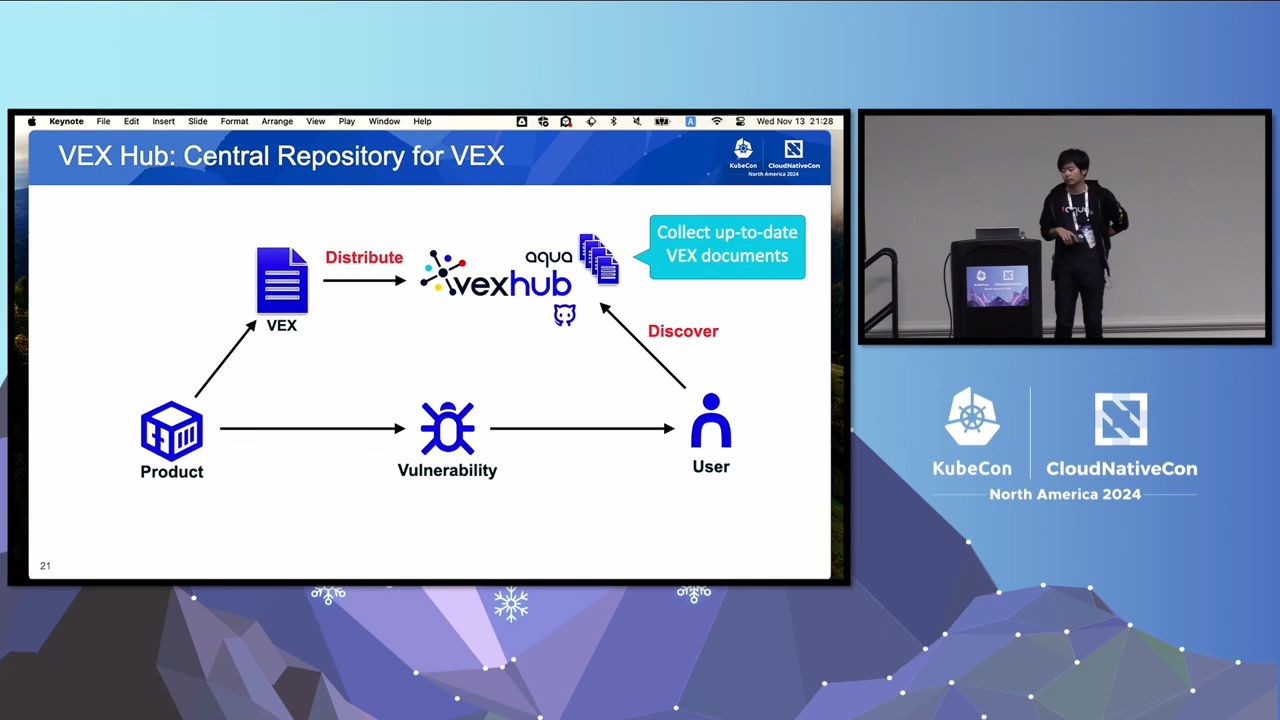 Keynote File Edit Insert Slide Format Arrange View Play Window Help
A Wed Nov 13 21:28
VEX Hub: Central Repository for VEX
KubeCon CloudNativeCon
North America 2024
Collect up-to-date
VEX documents
Distribute
aqua
vexhub
VEX
Discover
Product
Vulnerability
User
21
KubeCon CloudNativeCon
North America 2024